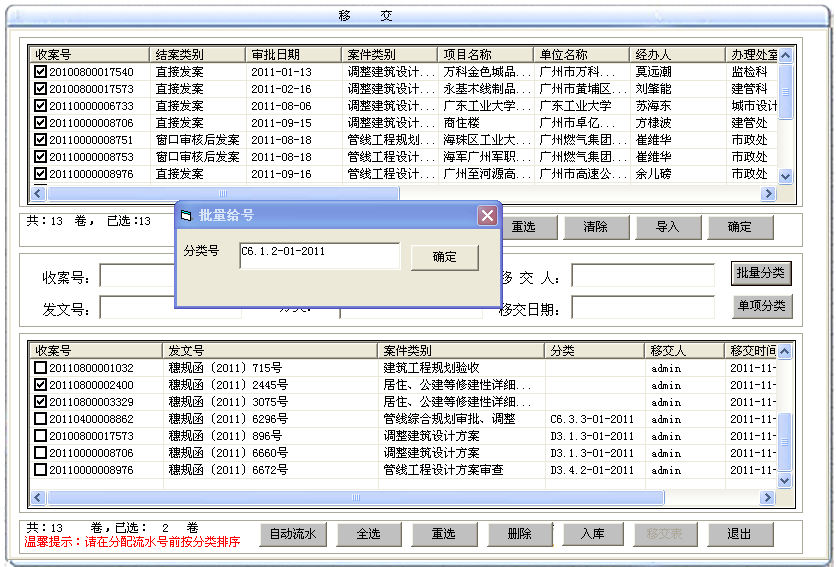 移 交
收案号 结案类别 审批日期 案件类别 项目名称 单位名称 经办人 办理处室
20100800017540 直接发案 2011-01-13 调整建筑设计... 万科金色城品... 广州市万科... 莫远潮 监检科
20100800017573 直接发案 2011-02-16 调整建筑设计... 永基木线制品... 广州市黄埔区... 刘肇能 建管科
20110000006733 直接发案 2011-08-06 调整建筑设计... 广东工业大学... 广东工业大学 苏海东 城市设计
20110000008706 直接发案 2011-09-15 调整建筑设计... 商住楼 广州市卓亿... 方棣波 建管处
20110000008751 窗口审核后发案 2011-08-18 管线工程规划... 海珠区工业大... 广州燃气集团... 崔维华 市政处
20110000008753 窗口审核后发案 2011-08-18 管线工程设计... 海军广州军职... 广州燃气集团... 崔维华 市政处
20110000008976 直接发案 2011-09-16 管线工程设计... 广州至河源高... 广州市高速公... 余儿磅 市政处
共：13 卷， 已选：13
重选 清除 导入 确定
批量给号
分类号 C6.1.2-01-2011 确定
收案号： 移 交 人： 批量分类
发文号： 移交日期： 单项分类
收案号 发文号 案件类别 分类 移交人 移交时间
20110800001032 穗规函（2011）715号 建筑工程规划验收 admin 2011-11-
20110800002400 穗规函（2011）2445号 居住、公建等修建性详细... admin 2011-11-
20110800003329 穗规函（2011）3075号 居住、公建等修建性详细... admin 2011-11-
20110400008862 穗规函（2011）6296号 管线综合规划审批、调整 C6.3.3-01-2011 admin 2011-11-
20100800017573 穗规函（2011）896号 调整建筑设计方案 D3.1.3-01-2011 admin 2011-11-
20110000008706 穗规函（2011）6660号 调整建筑设计方案 D3.1.3-01-2011 admin 2011-11-
20110000008976 穗规函（2011）6672号 管线工程设计方案审查 D3.4.2-01-2011 admin 2011-11-
共：13 卷，已选： 2 卷
温馨提示：请在分配流水号前按分类排序
自动流水 全选 重选 删除 入库 移交表 退出